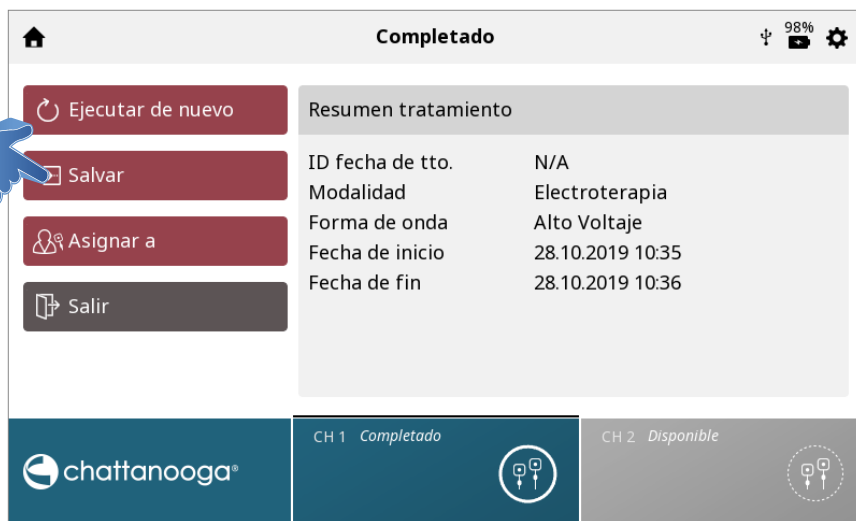 Completado
98%
Ejecutar de nuevo
Salvar
Asignar a
Salir
Resumen tratamiento
ID fecha de tto. N/A
Modalidad Electroterapia
Forma de onda Alto Voltaje
Fecha de inicio 28.10.2019 10:35
Fecha de fin 28.10.2019 10:36
chattanooga®
CH 1 Completado
CH 2 Disponible